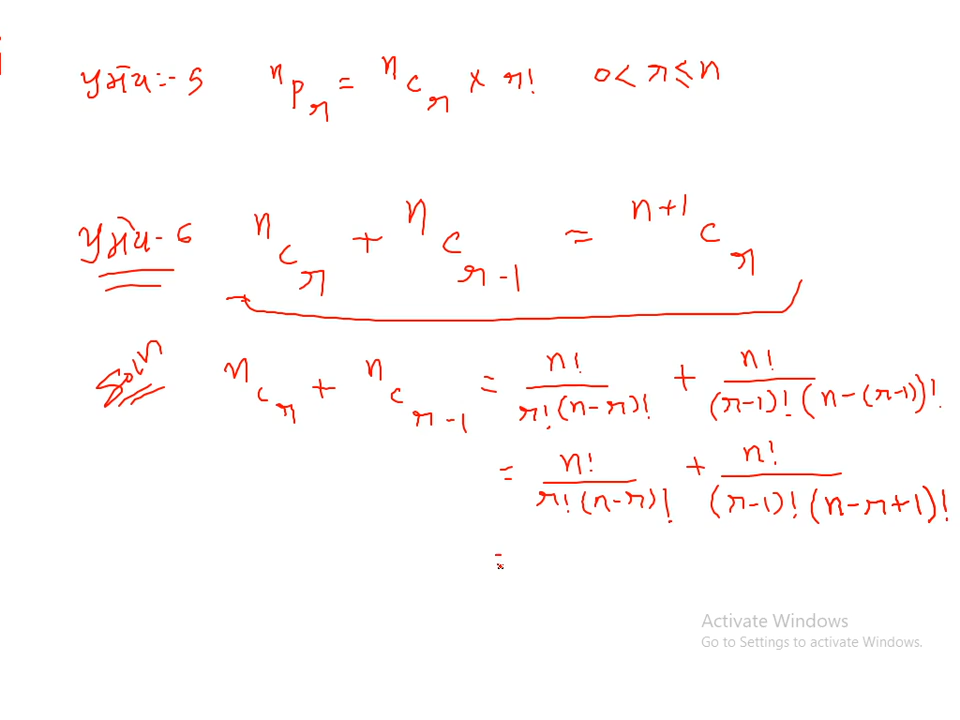 प्रमेय:- 5 ⁿPᵣ = ⁿCᵣ × r! 0 < r ≤ n
प्रमेय- 6 ⁿCᵣ + ⁿCᵣ₋₁ = ⁿ⁺¹Cᵣ
Solⁿ ⁿCᵣ + ⁿCᵣ₋₁ = n!/(r!(n-r)!) + n!/((r-1)!(n-(r-1))!)
= n!/(r!(n-r)!) + n!/((r-1)!(n-r+1)!)
=
Activate Windows
Go to Settings to activate Windows.